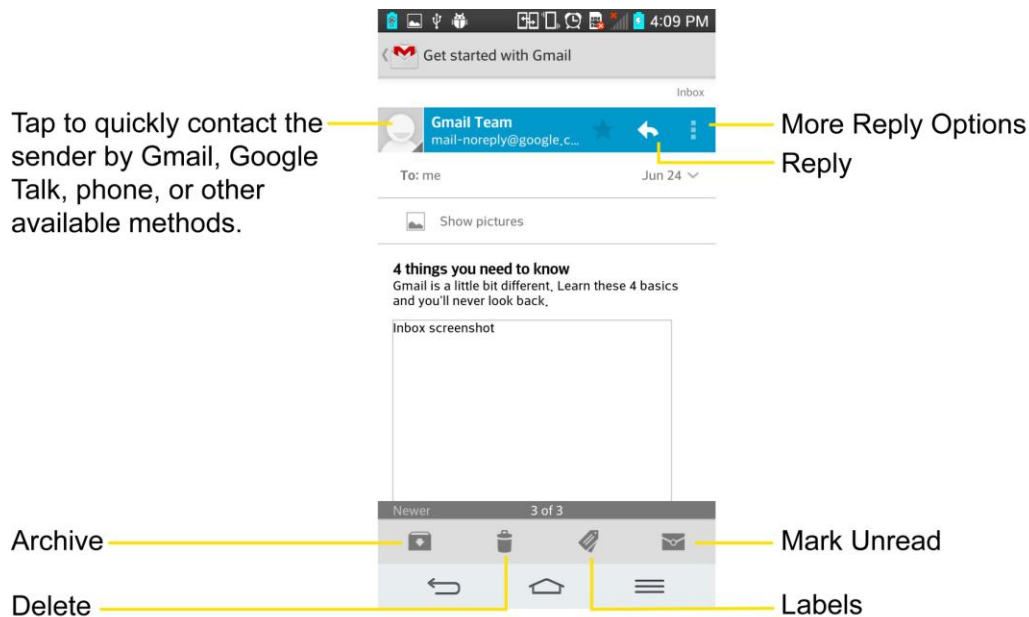 4:09 PM
Get started with Gmail
Inbox
Tap to quickly contact the
sender by Gmail, Google
Talk, phone, or other
available methods.
Gmail Team
mail-noreply@google.c...
More Reply Options
Reply
To: me
Jun 24
Show pictures
4 things you need to know
Gmail is a little bit different. Learn these 4 basics
and you'll never look back.
Inbox screenshot
Newer 3 of 3
Archive
Mark Unread
Delete
Labels